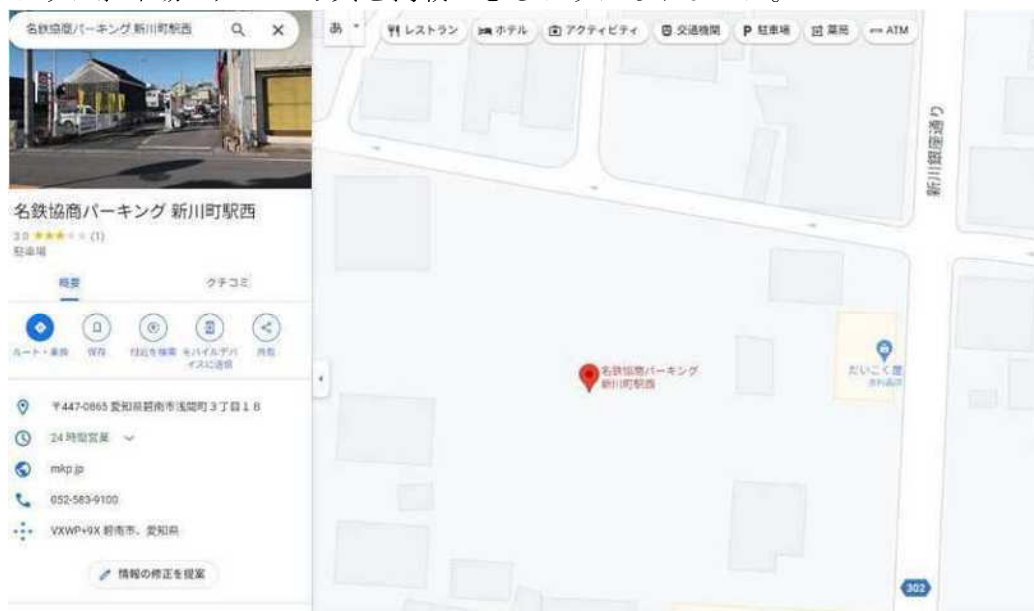 名鉄協商パーキング 新川町駅西
あ
レストラン
ホテル
アクティビティ
交通機関
P 駐車場
薬局
ATM
名鉄協商パーキング 新川町駅西
3.0 ★★★★★ (1)
駐車場
概要
クチコミ
ルート・乗換
保存
付近を検索
モバイルデバ
イスに送信
共有
〒447-0865 愛知県碧南市浅間町3丁目18
24 時間営業
mkp.jp
052-583-9100
VXWP+9X 碧南市、愛知県
情報の修正を提案
新川銀座通り
名鉄協商パーキング
新川町駅西
だいこく屋
302